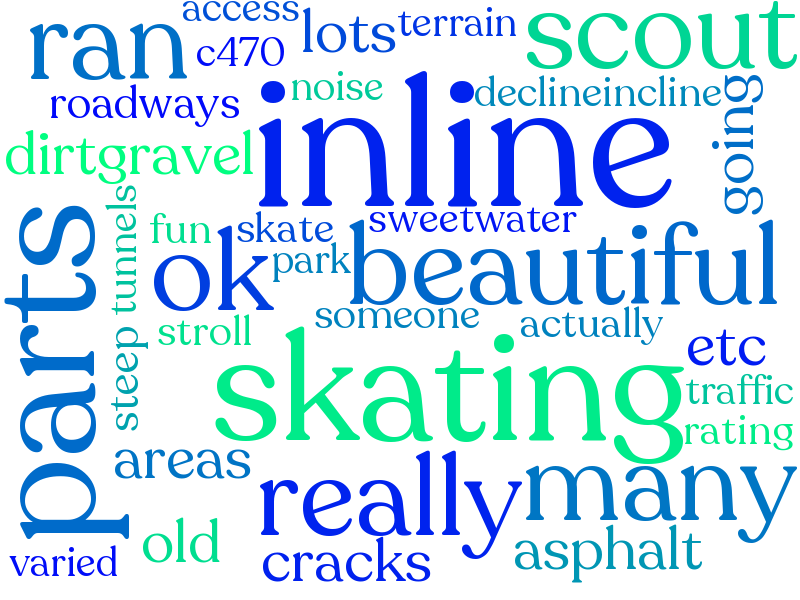 access
ran
c470
lots
terrain
scout
roadways
noise
inline
declineincline
going
dirtgravel
parts
tunnels
fun
skate
sweetwater
ok
park
beautiful
steep
stroll
someone
actually
skating
etc
traffic
rating
areas
really
many
old
cracks
asphalt
varied